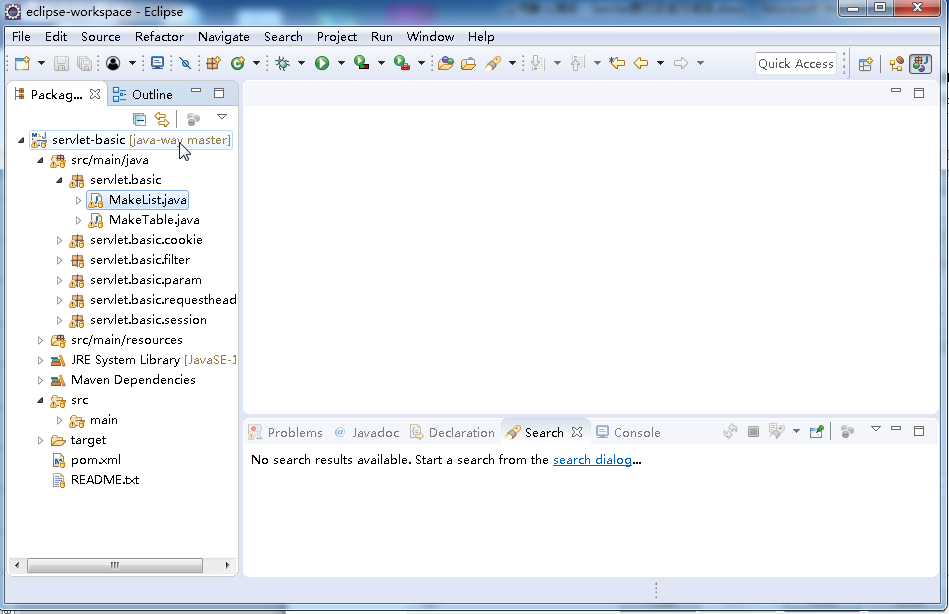 eclipse-workspace - Eclipse
File Edit Source Refactor Navigate Search Project Run Window Help
Quick Access
Packag... Outline
servlet-basic [java-way master]
src/main/java
servlet.basic
MakeList.java
MakeTable.java
servlet.basic.cookie
servlet.basic.filter
servlet.basic.param
servlet.basic.requesthead
servlet.basic.session
src/main/resources
JRE System Library [JavaSE-1
Maven Dependencies
src
main
target
pom.xml
README.txt
Problems @ Javadoc Declaration Search Console
No search results available. Start a search from the search dialog...